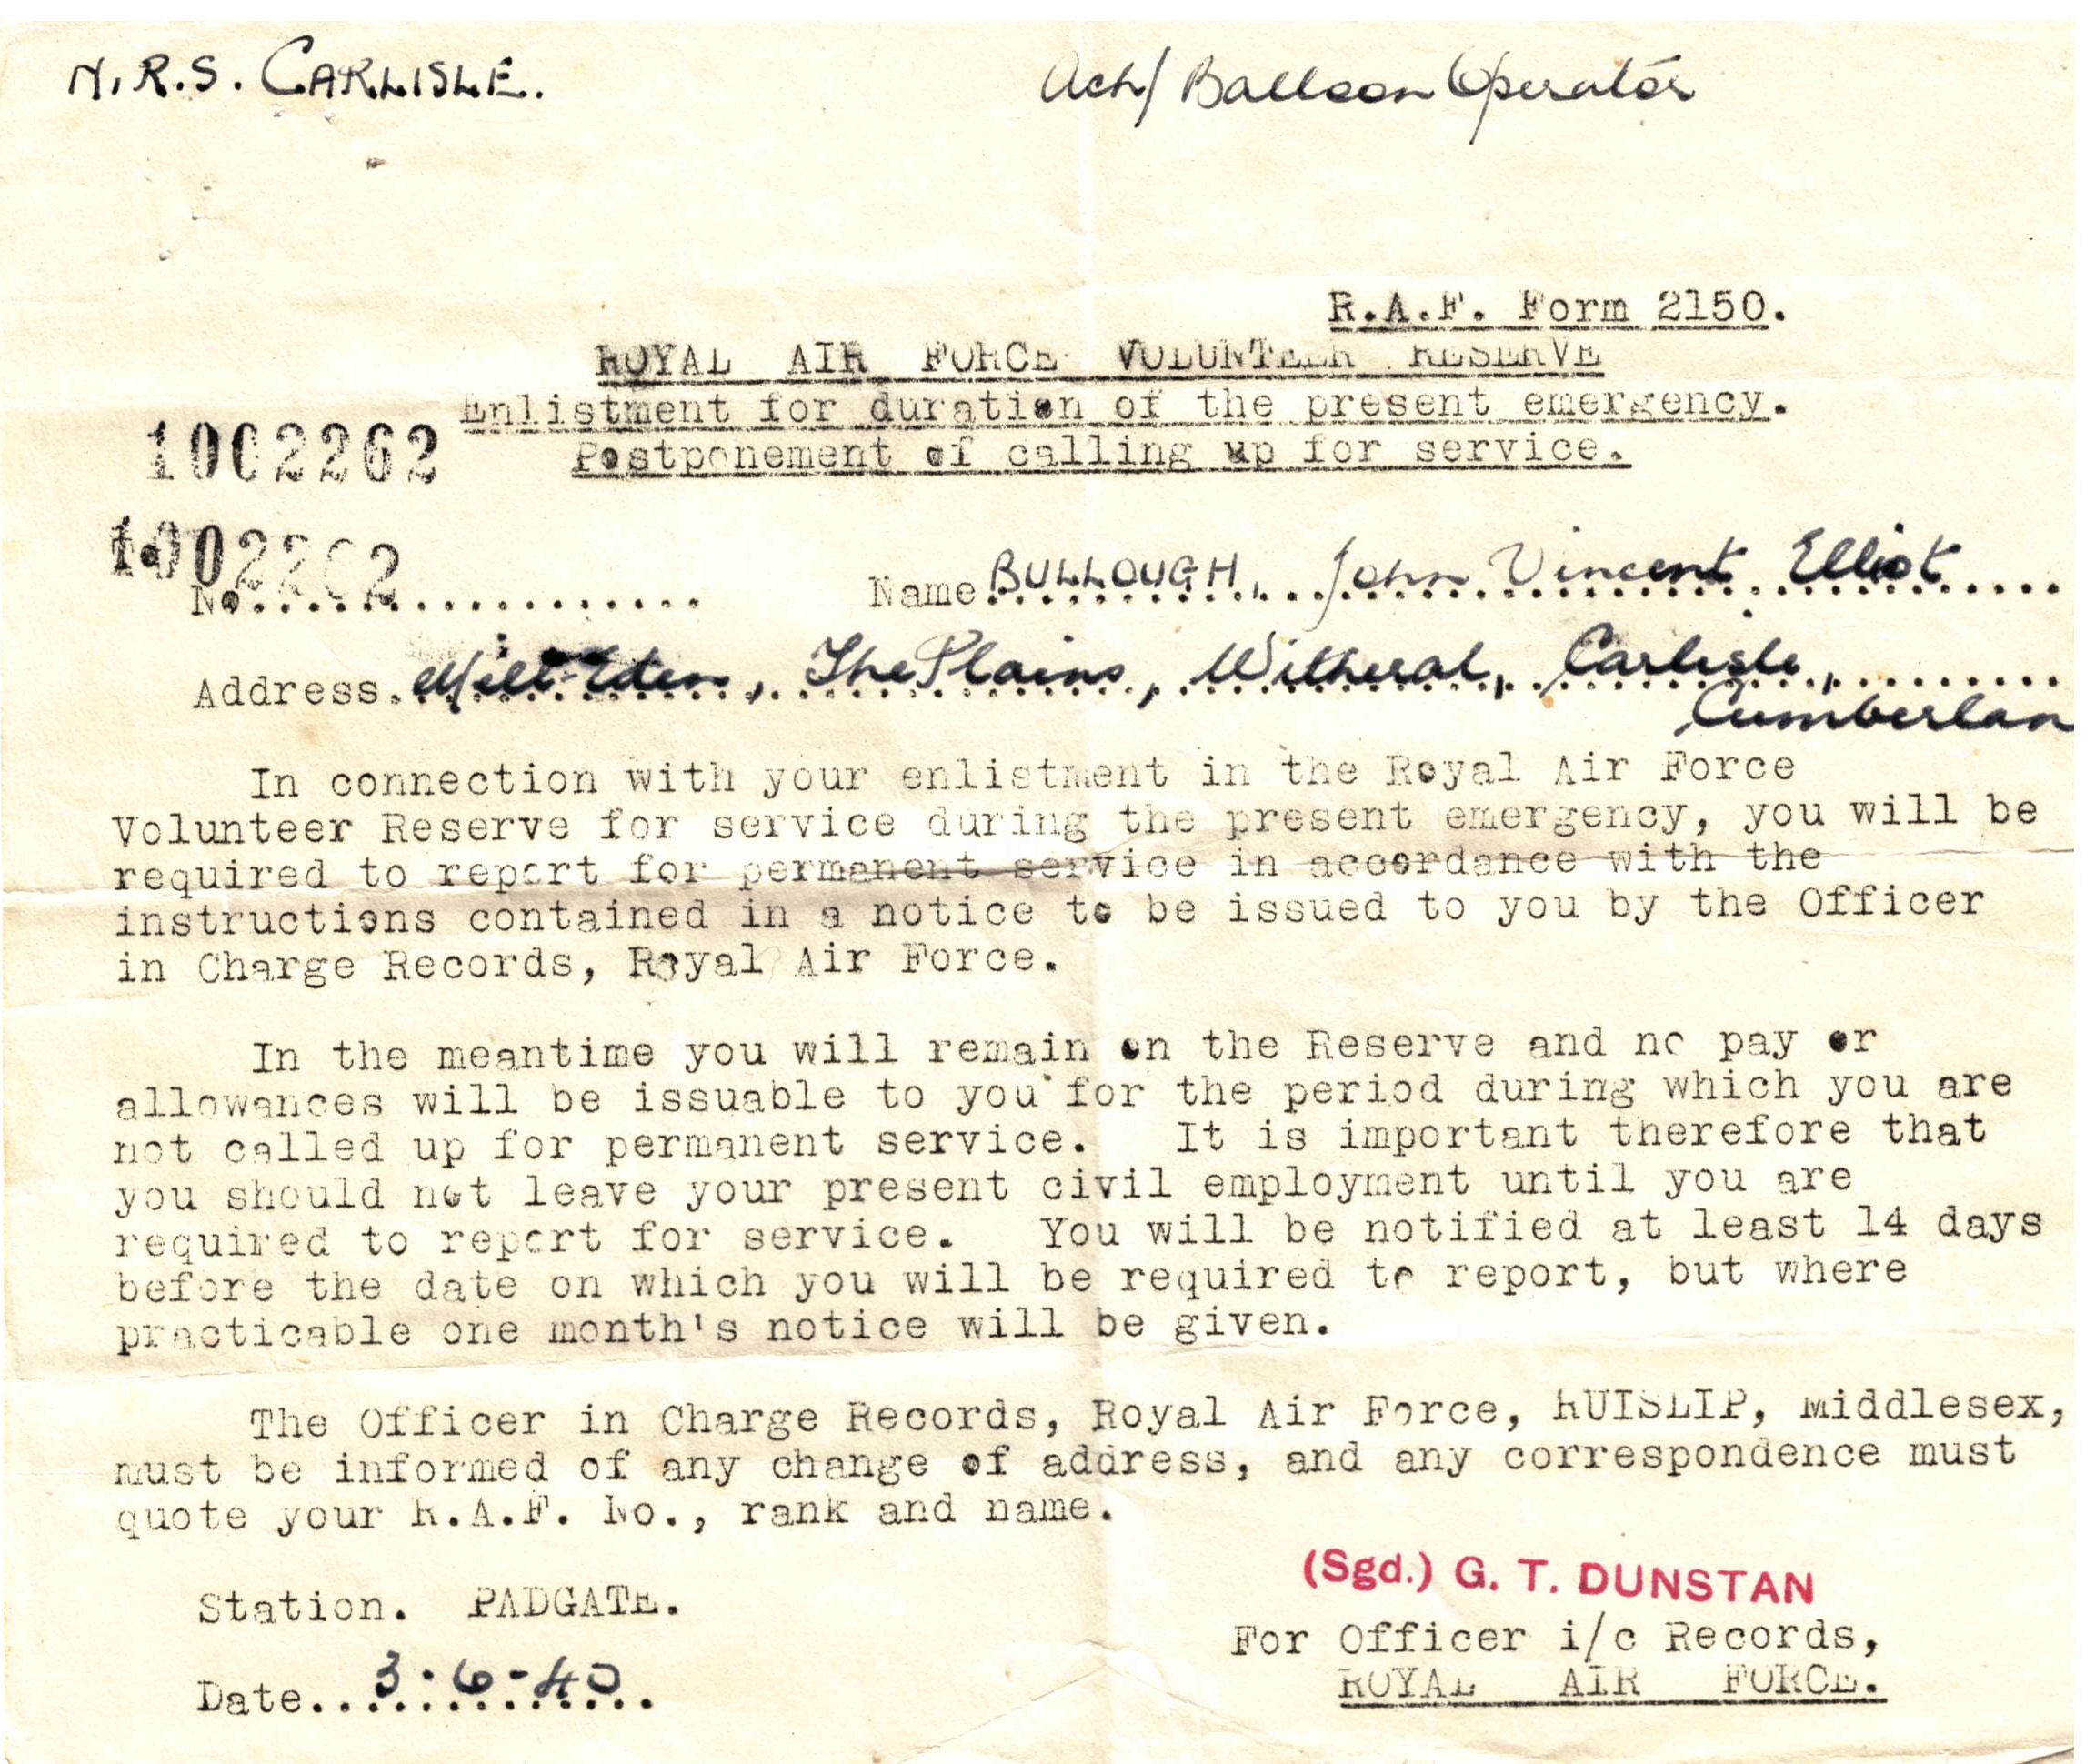 N.R.S. CARLISLE.
Ach/ Balloon Operator
R.A.F. Form 2150.
ROYAL AIR FORCE VOLUNTEER RESERVE
Enlistment for duration of the present emergency.
1002262
Postponement of calling up for service.
1002262
No.................. Name BULLOUGH, John Vincent Elliot
Address. Eden, The Plains, Wetheral, Carlisle,
Cumberlan
In connection with your enlistment in the Royal Air Force
Volunteer Reserve for service during the present emergency, you will be
required to report for permanent service in accordance with the
instructions contained in a notice to be issued to you by the Officer
in Charge Records, Royal Air Force.
In the meantime you will remain on the Reserve and no pay or
allowances will be issuable to you for the period during which you are
not called up for permanent service. It is important therefore that
you should not leave your present civil employment until you are
required to report for service. You will be notified at least 14 days
before the date on which you will be required to report, but where
practicable one month's notice will be given.
The Officer in Charge Records, Royal Air Force, RUISLIP, Middlesex,
must be informed of any change of address, and any correspondence must
quote your R.A.F. No., rank and name.
(Sgd.) G. T. DUNSTAN
Station. PADGATE.
For Officer i/c Records,
Date..3-6-40
ROYAL AIR FORCE.